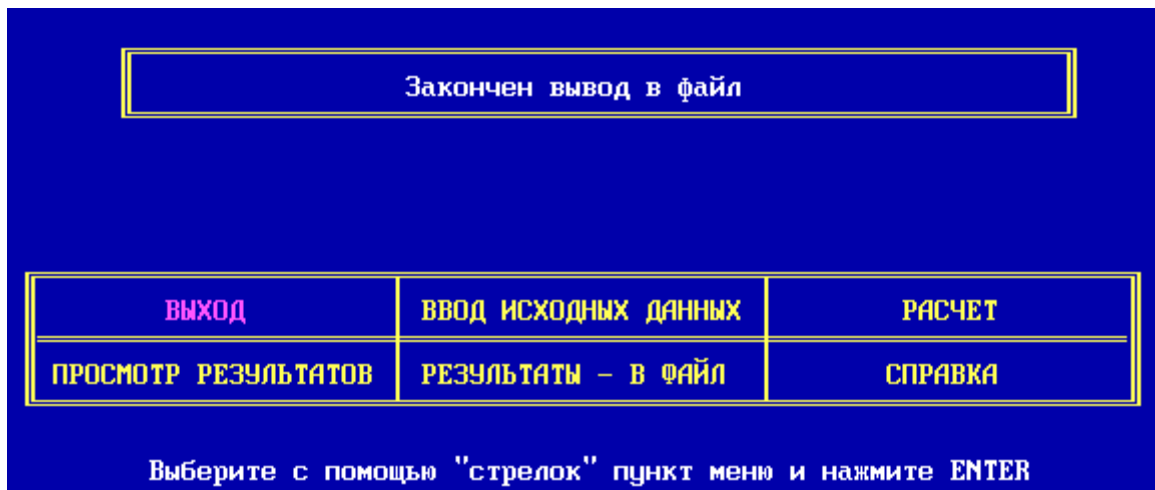 Закончен вывод в файл
ВЫХОД ВВОД ИСХОДНЫХ ДАННЫХ РАСЧЕТ
ПРОСМОТР РЕЗУЛЬТАТОВ РЕЗУЛЬТАТЫ - В ФАЙЛ СПРАВКА
Выберите с помощью "стрелок" пункт меню и нажмите ENTER